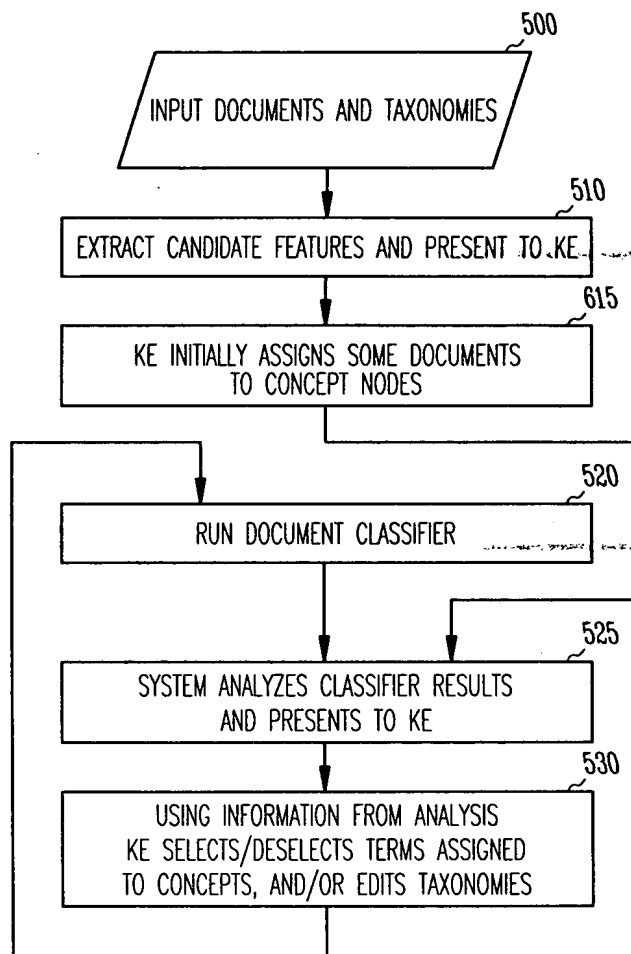 500
INPUT DOCUMENTS AND TAXONOMIES
510
EXTRACT CANDIDATE FEATURES AND PRESENT TO KE
615
KE INITIALLY ASSIGNS SOME DOCUMENTS
TO CONCEPT NODES
520
RUN DOCUMENT CLASSIFIER
525
SYSTEM ANALYZES CLASSIFIER RESULTS
AND PRESENTS TO KE
530
USING INFORMATION FROM ANALYSIS
KE SELECTS/DESELECTS TERMS ASSIGNED
TO CONCEPTS, AND/OR EDITS TAXONOMIES